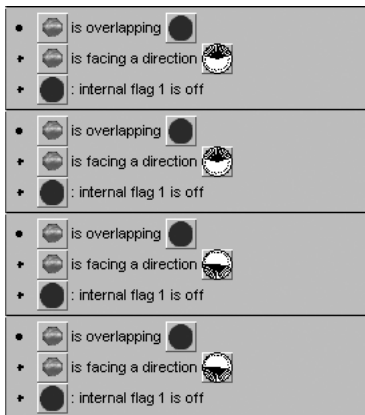 is overlapping
is facing a direction
: internal flag 1 is off
is overlapping
is facing a direction
: internal flag 1 is off
is overlapping
is facing a direction
: internal flag 1 is off
is overlapping
is facing a direction
: internal flag 1 is off